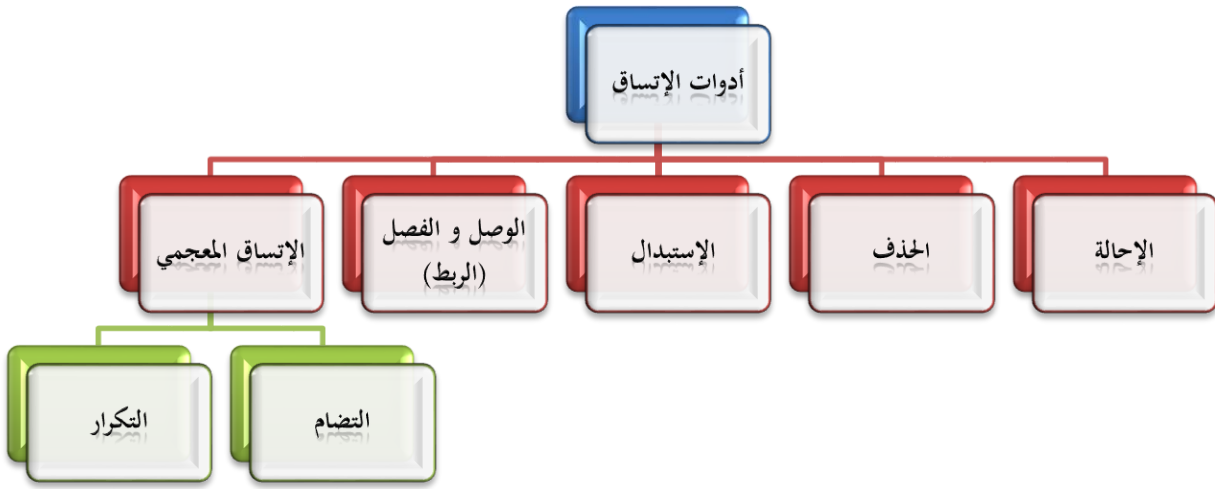 أدوات الإتساق
الإحالة
الحذف
الإستبدال
الوصل و الفصل
(الربط)
الإتساق المعجمي
التضام
التكرار